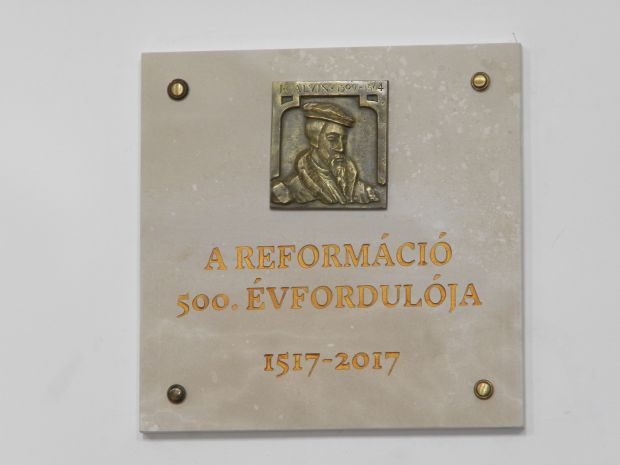 KALVIN · 1509-1564
A REFORMÁCIÓ
500. ÉVFORDULÓJA
1517-2017